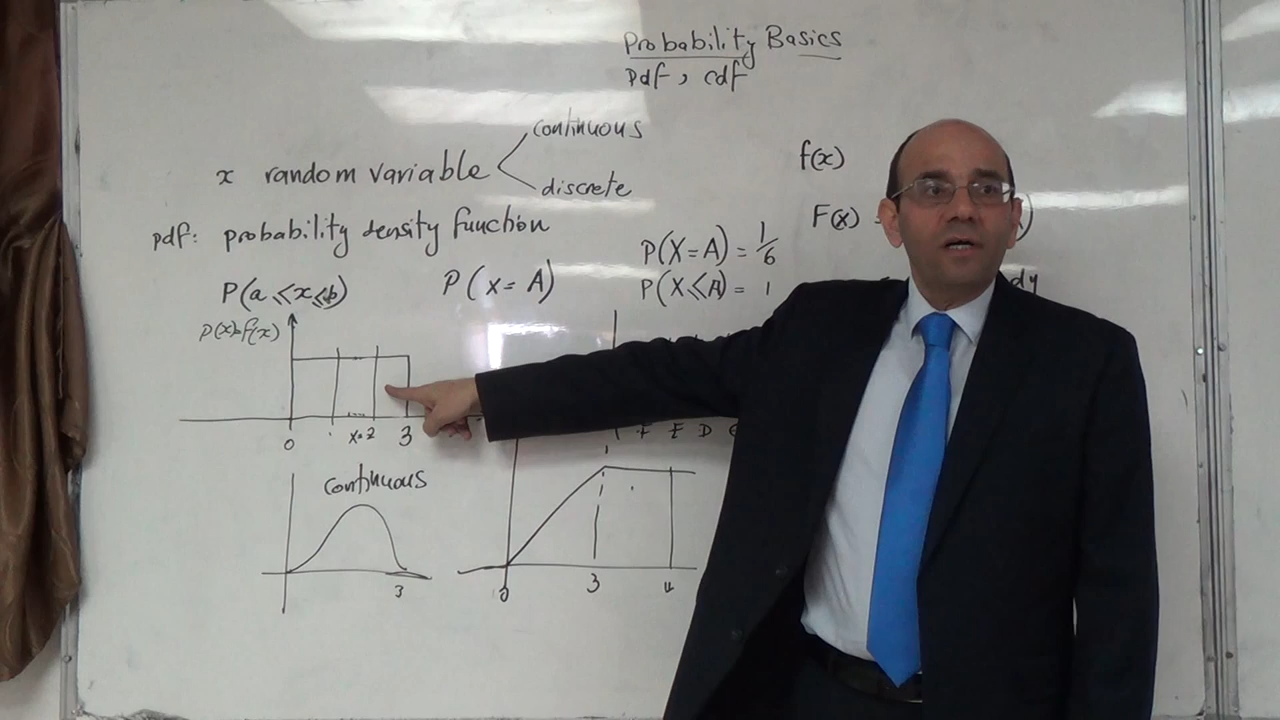 Probability Basics
pdf, cdf
continuous
x random variable
discrete
f(x)
F(x)
pdf: probability density function
P(X=A) = 1/6
P(a ≤ x ≤ b)
P(x=A)
P(X≤A) = 1
P(x)=f(x)
0
x=2
3
F E D
continuous
3
0
3
4